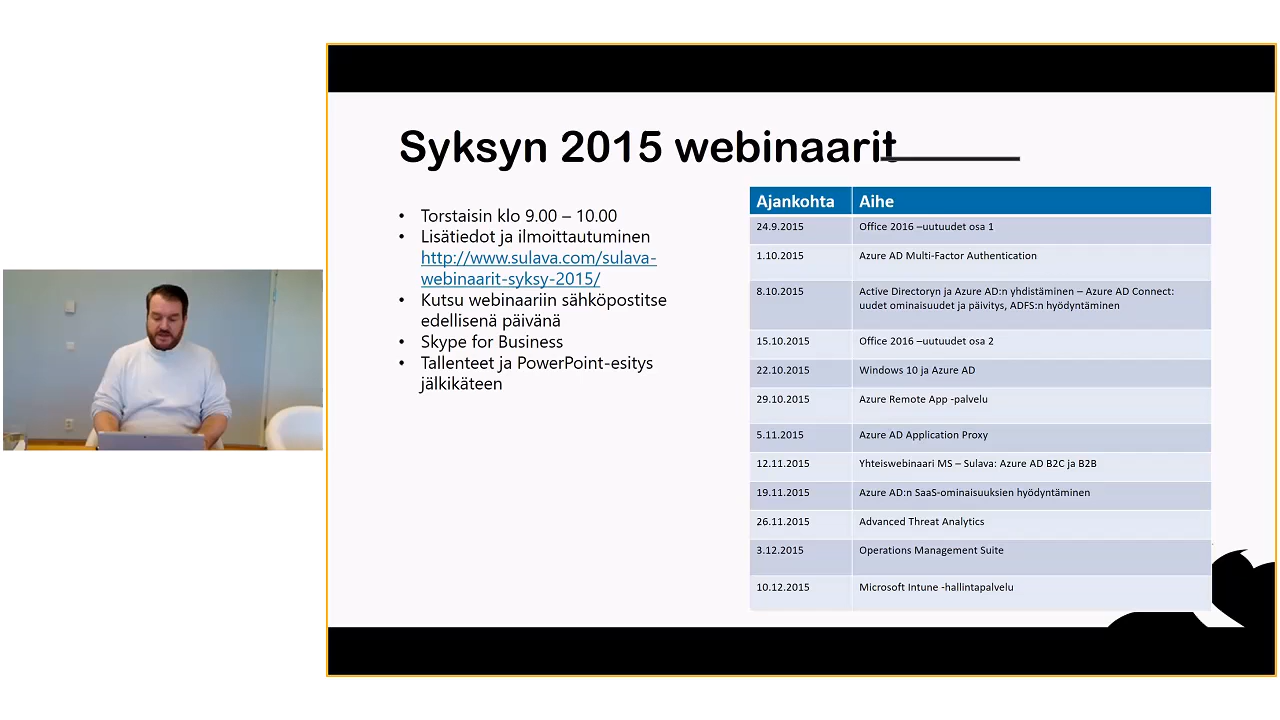 Syksyn 2015 webinaarit
• Torstaisin klo 9.00 – 10.00
• Lisätiedot ja ilmoittautuminen
http://www.sulava.com/sulava-
webinaarit-syksy-2015/
• Kutsu webinaariin sähköpostitse
edellisenä päivänä
• Skype for Business
• Tallenteet ja PowerPoint-esitys
jälkikäteen
Ajankohta Aihe
24.9.2015 Office 2016 –uutuudet osa 1
1.10.2015 Azure AD Multi-Factor Authentication
8.10.2015 Active Directoryn ja Azure AD:n yhdistäminen – Azure AD Connect:
uudet ominaisuudet ja päivitys, ADFS:n hyödyntäminen
15.10.2015 Office 2016 –uutuudet osa 2
22.10.2015 Windows 10 ja Azure AD
29.10.2015 Azure Remote App -palvelu
5.11.2015 Azure AD Application Proxy
12.11.2015 Yhteiswebinaari MS – Sulava: Azure AD B2C ja B2B
19.11.2015 Azure AD:n SaaS-ominaisuuksien hyödyntäminen
26.11.2015 Advanced Threat Analytics
3.12.2015 Operations Management Suite
10.12.2015 Microsoft Intune -hallintapalvelu